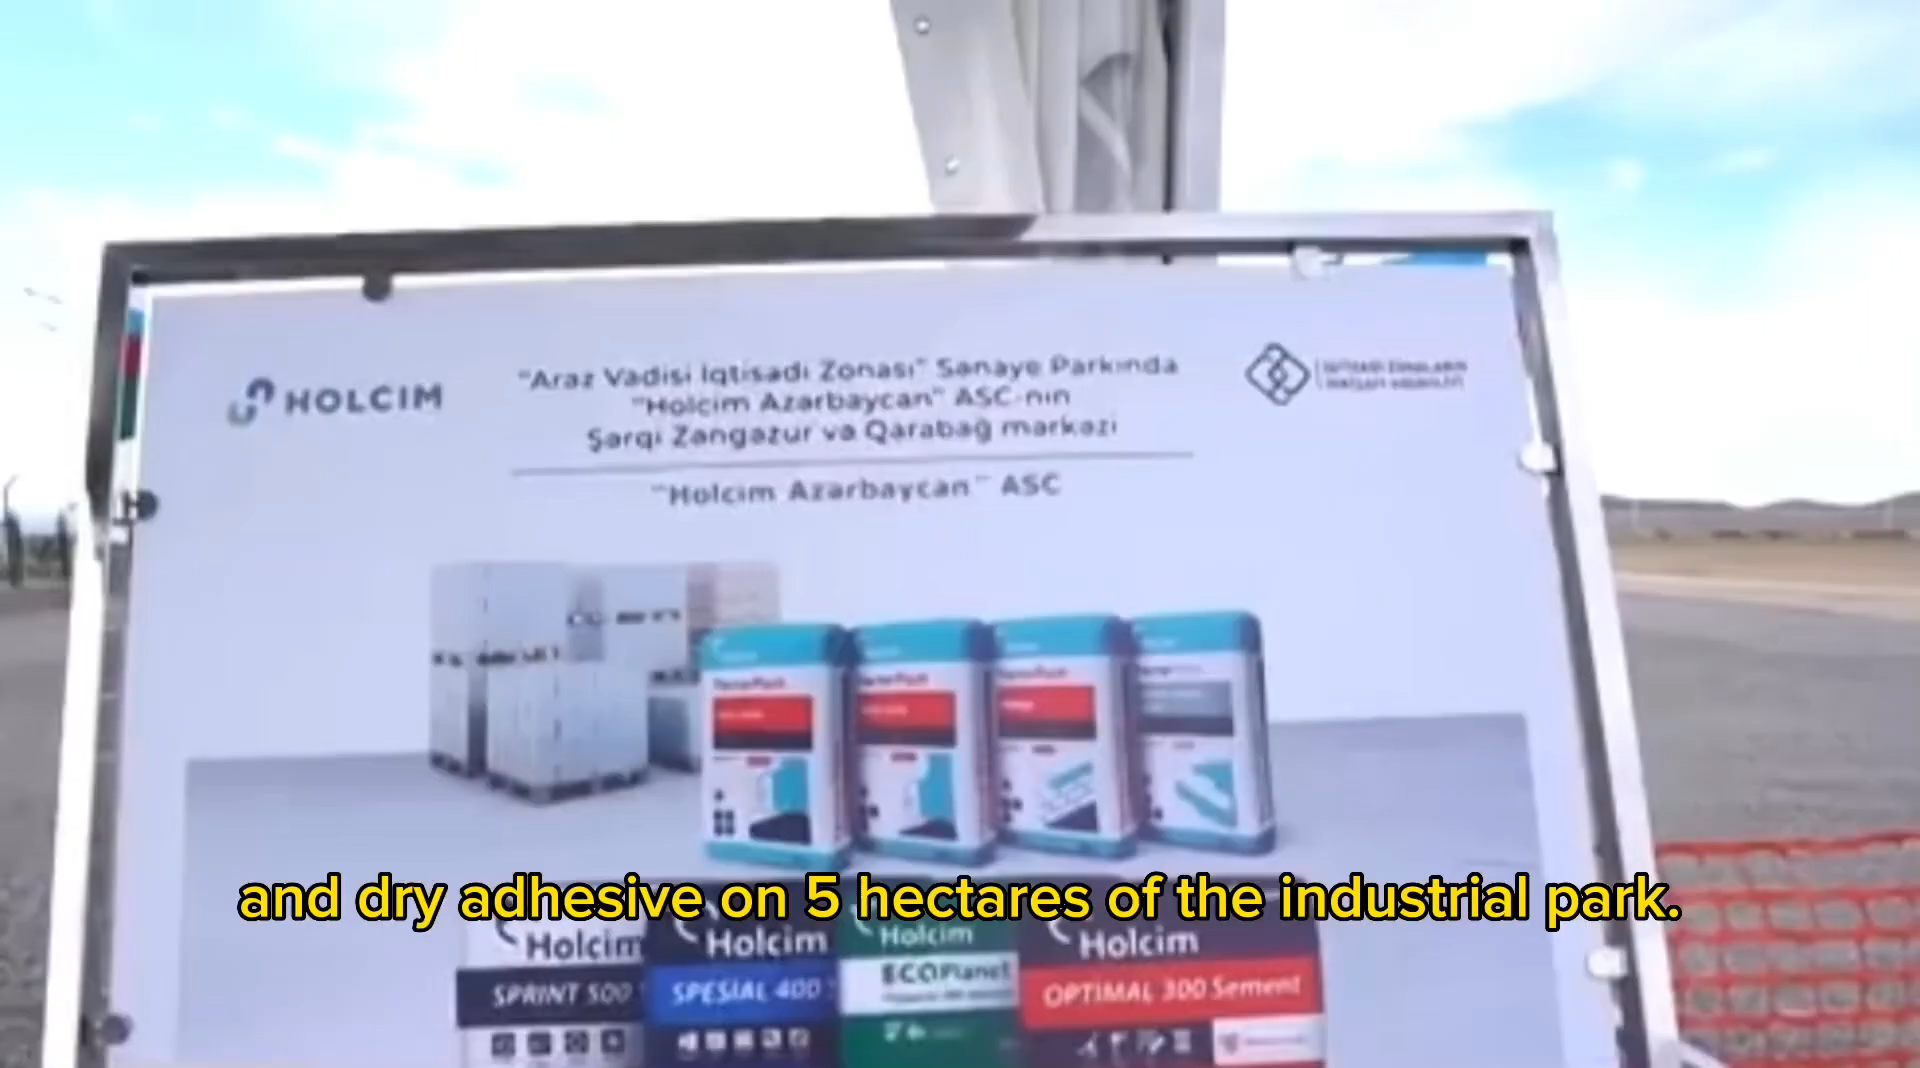 HOLCIM
"Araz Vadisi İqtisadi Zonası" Sənaye Parkında
"Holcim Azərbaycan" ASC-nin
Şərqi Zəngəzur və Qarabağ mərkəzi
"Holcim Azərbaycan" ASC
and dry adhesive on 5 hectares of the industrial park.
Holcim
SPRINT 500
Holcim
SPESIAL 400
Holcim
ECOPlanet
Holcim
OPTIMAL 300 Sement